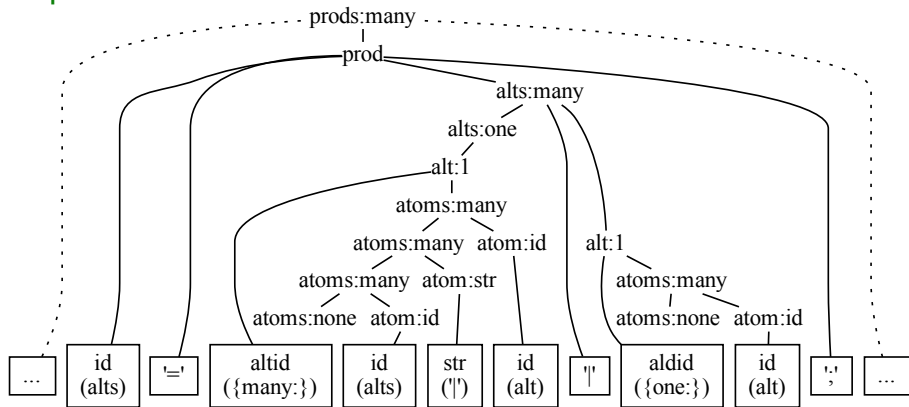 prods:many
prod
alts:many
alts:one
alt:1
atoms:many
atoms:many atom:id alt:1
atoms:many atom:str atoms:many
atoms:none atom:id atoms:none atom:id
... id '=' altid id str id '|' aldid id ';' ...
(alts) ({many:}) (alts) ('|') (alt) ({one:}) (alt)